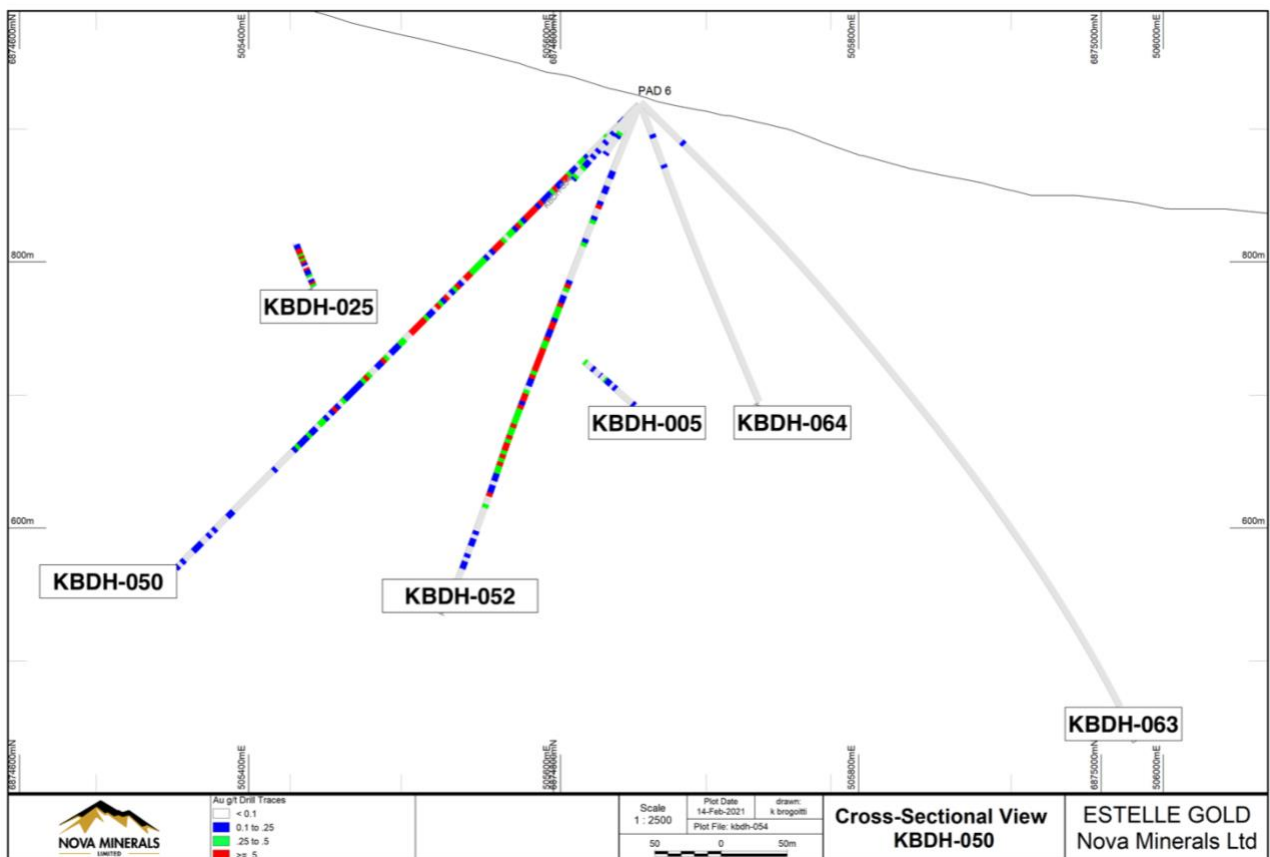 6874600mN
505400mE
505600mE
6874800mN
505800mE
6875000mN
506000mE
PAD 6
800m
800m
KBDH-025
KBDH-005
KBDH-064
600m
600m
KBDH-050
KBDH-052
KBDH-063
6874600mN
505400mE
505600mE
6874800mN
505800mE
6875000mN
506000mE
NOVA MINERALS
LIMITED
Au g/t Drill Traces
< 0.1
0.1 to .25
.25 to .5
>= .5
Scale
1 : 2500
Plot Date
14-Feb-2021
drawn:
k brogoitti
Plot File: kbdh-054
50 0 50m
Cross-Sectional View
KBDH-050
ESTELLE GOLD
Nova Minerals Ltd